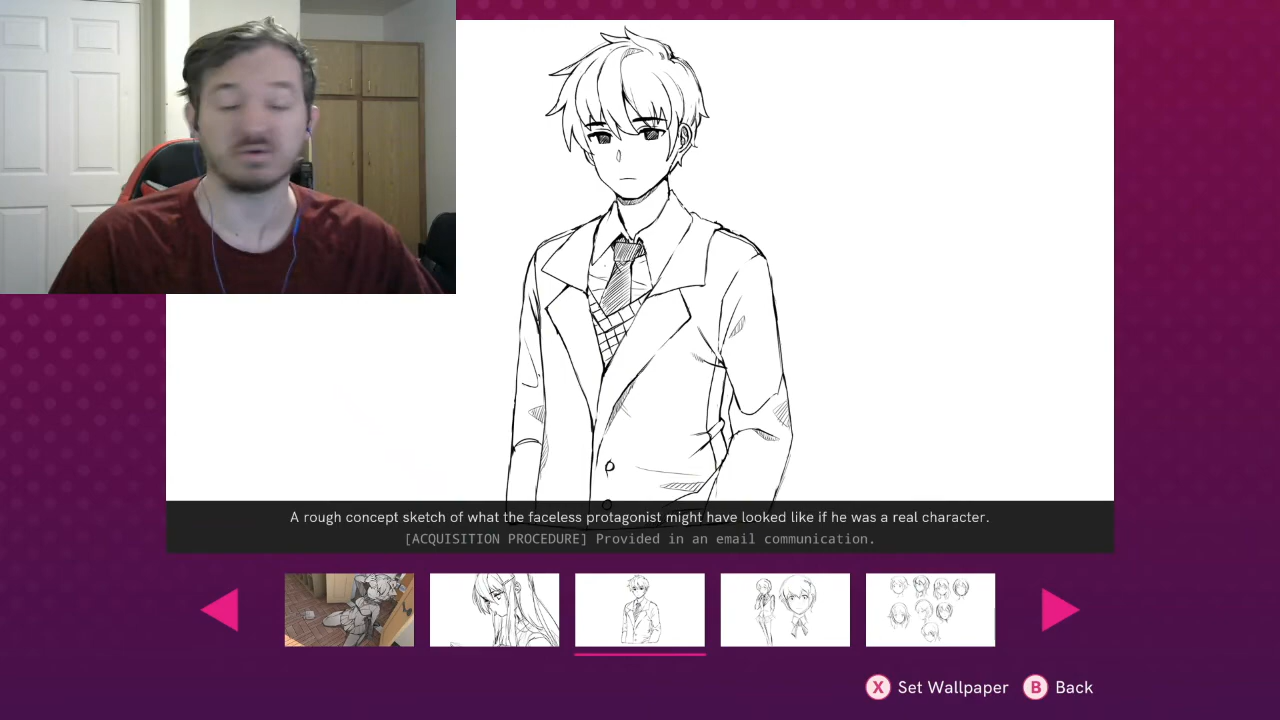 A rough concept sketch of what the faceless protagonist might have looked like if he was a real character.
[ACQUISITION PROCEDURE] Provided in an email communication.
X Set Wallpaper B Back